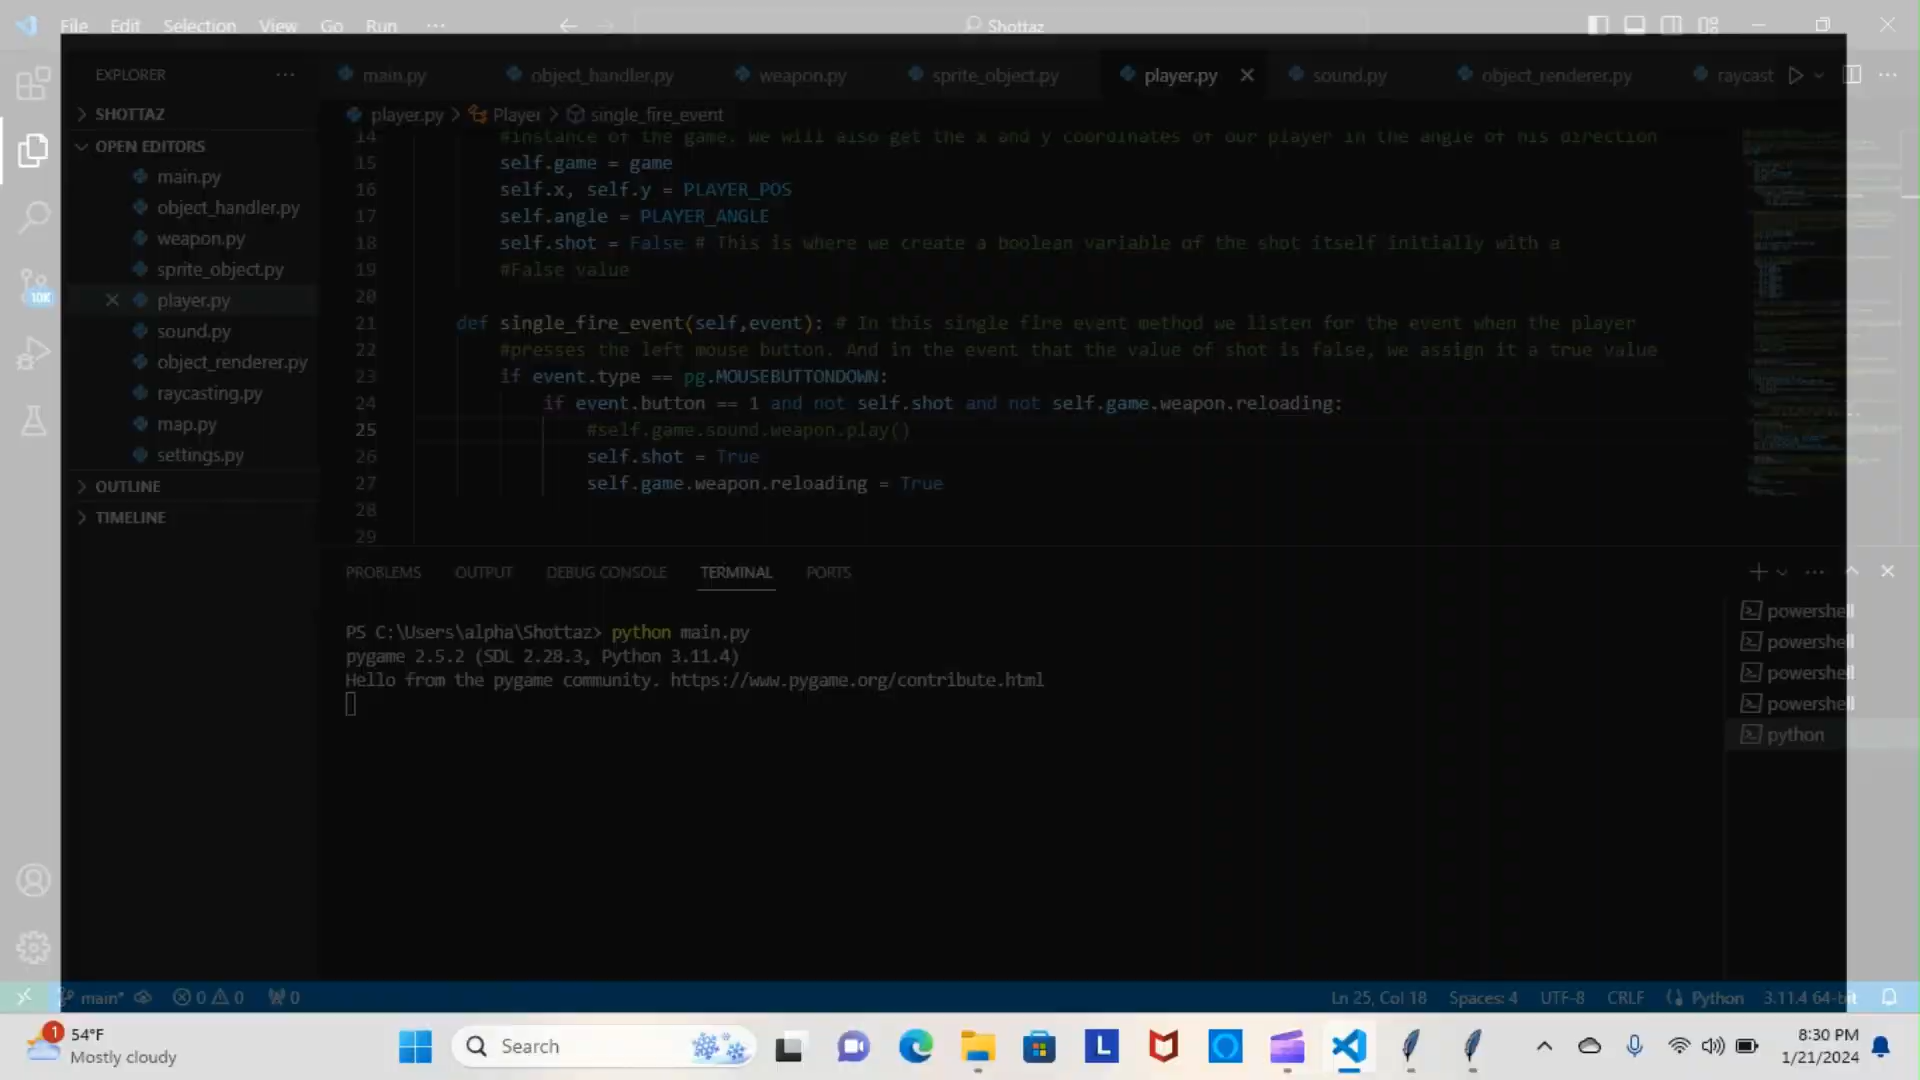 File Edit Selection View Go Run ··· Shottaz
EXPLORER ···
SHOTTAZ
OPEN EDITORS
main.py
object_handler.py
weapon.py
sprite_object.py
player.py
sound.py
object_renderer.py
raycasting.py
map.py
settings.py
OUTLINE
TIMELINE
10K
main.py object_handler.py weapon.py sprite_object.py player.py sound.py object_renderer.py raycast
player.py > Player > single_fire_event
14 #instance of the game. We will also get the x and y coordinates of our player in the angle of his direction
15 self.game = game
16 self.x, self.y = PLAYER_POS
17 self.angle = PLAYER_ANGLE
18 self.shot = False # This is where we create a boolean variable of the shot itself initially with a
19 #False value
20
21 def single_fire_event(self,event): # In this single fire event method we listen for the event when the player
22 #presses the left mouse button. And in the event that the value of shot is false, we assign it a true value
23 if event.type == pg.MOUSEBUTTONDOWN:
24 if event.button == 1 and not self.shot and not self.game.weapon.reloading:
25 #self.game.sound.weapon.play()
26 self.shot = True
27 self.game.weapon.reloading = True
28
29
PROBLEMS OUTPUT DEBUG CONSOLE TERMINAL PORTS
PS C:\Users\alpha\Shottaz> python main.py
pygame 2.5.2 (SDL 2.28.3, Python 3.11.4)
Hello from the pygame community. https://www.pygame.org/contribute.html
powershell
powershell
powershell
powershell
python
main* 0 0 0 Ln 25, Col 18 Spaces: 4 UTF-8 CRLF Python 3.11.4 64-bit
1 54°F
Mostly cloudy
Search
L
8:30 PM
1/21/2024